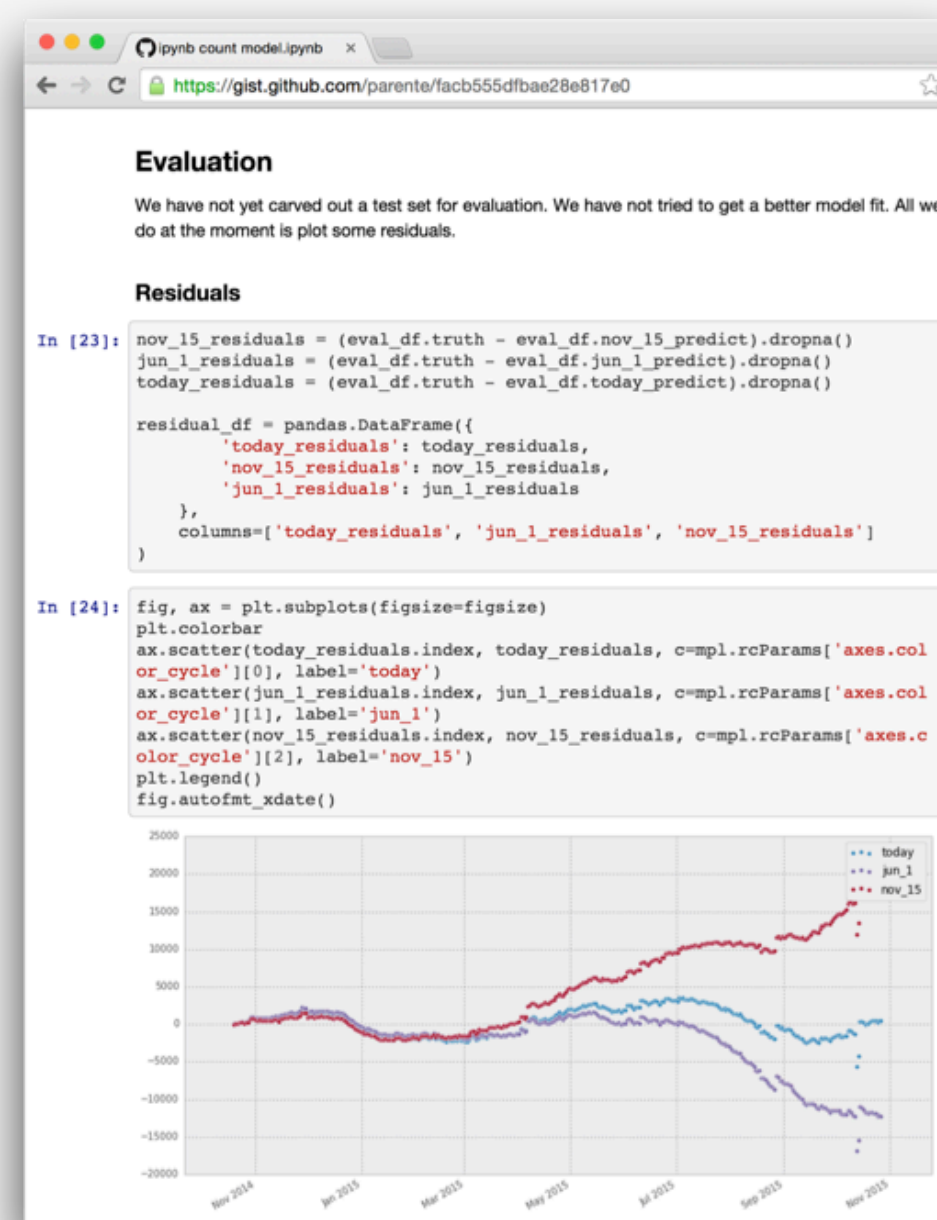 ipynb count model.ipynb
https://gist.github.com/parente/facb555dfbae28e817e0
Evaluation
We have not yet carved out a test set for evaluation. We have not tried to get a better model fit. All we
do at the moment is plot some residuals.
Residuals
In [23]:
nov_15_residuals = (eval_df.truth - eval_df.nov_15_predict).dropna()
jun_1_residuals = (eval_df.truth - eval_df.jun_1_predict).dropna()
today_residuals = (eval_df.truth - eval_df.today_predict).dropna()
residual_df = pandas.DataFrame({
'today_residuals': today_residuals,
'nov_15_residuals': nov_15_residuals,
'jun_1_residuals': jun_1_residuals
},
columns=['today_residuals', 'jun_1_residuals', 'nov_15_residuals']
)
In [24]:
fig, ax = plt.subplots(figsize=figsize)
plt.colorbar
ax.scatter(today_residuals.index, today_residuals, c=mpl.rcParams['axes.col
or_cycle'][0], label='today')
ax.scatter(jun_1_residuals.index, jun_1_residuals, c=mpl.rcParams['axes.col
or_cycle'][1], label='jun_1')
ax.scatter(nov_15_residuals.index, nov_15_residuals, c=mpl.rcParams['axes.c
olor_cycle'][2], label='nov_15')
plt.legend()
fig.autofmt_xdate()
25000
20000
15000
10000
5000
0
−5000
−10000
−15000
−20000
today
jun_1
nov_15
Nov 2014
Jan 2015
Mar 2015
May 2015
Jul 2015
Sep 2015
Nov 2015